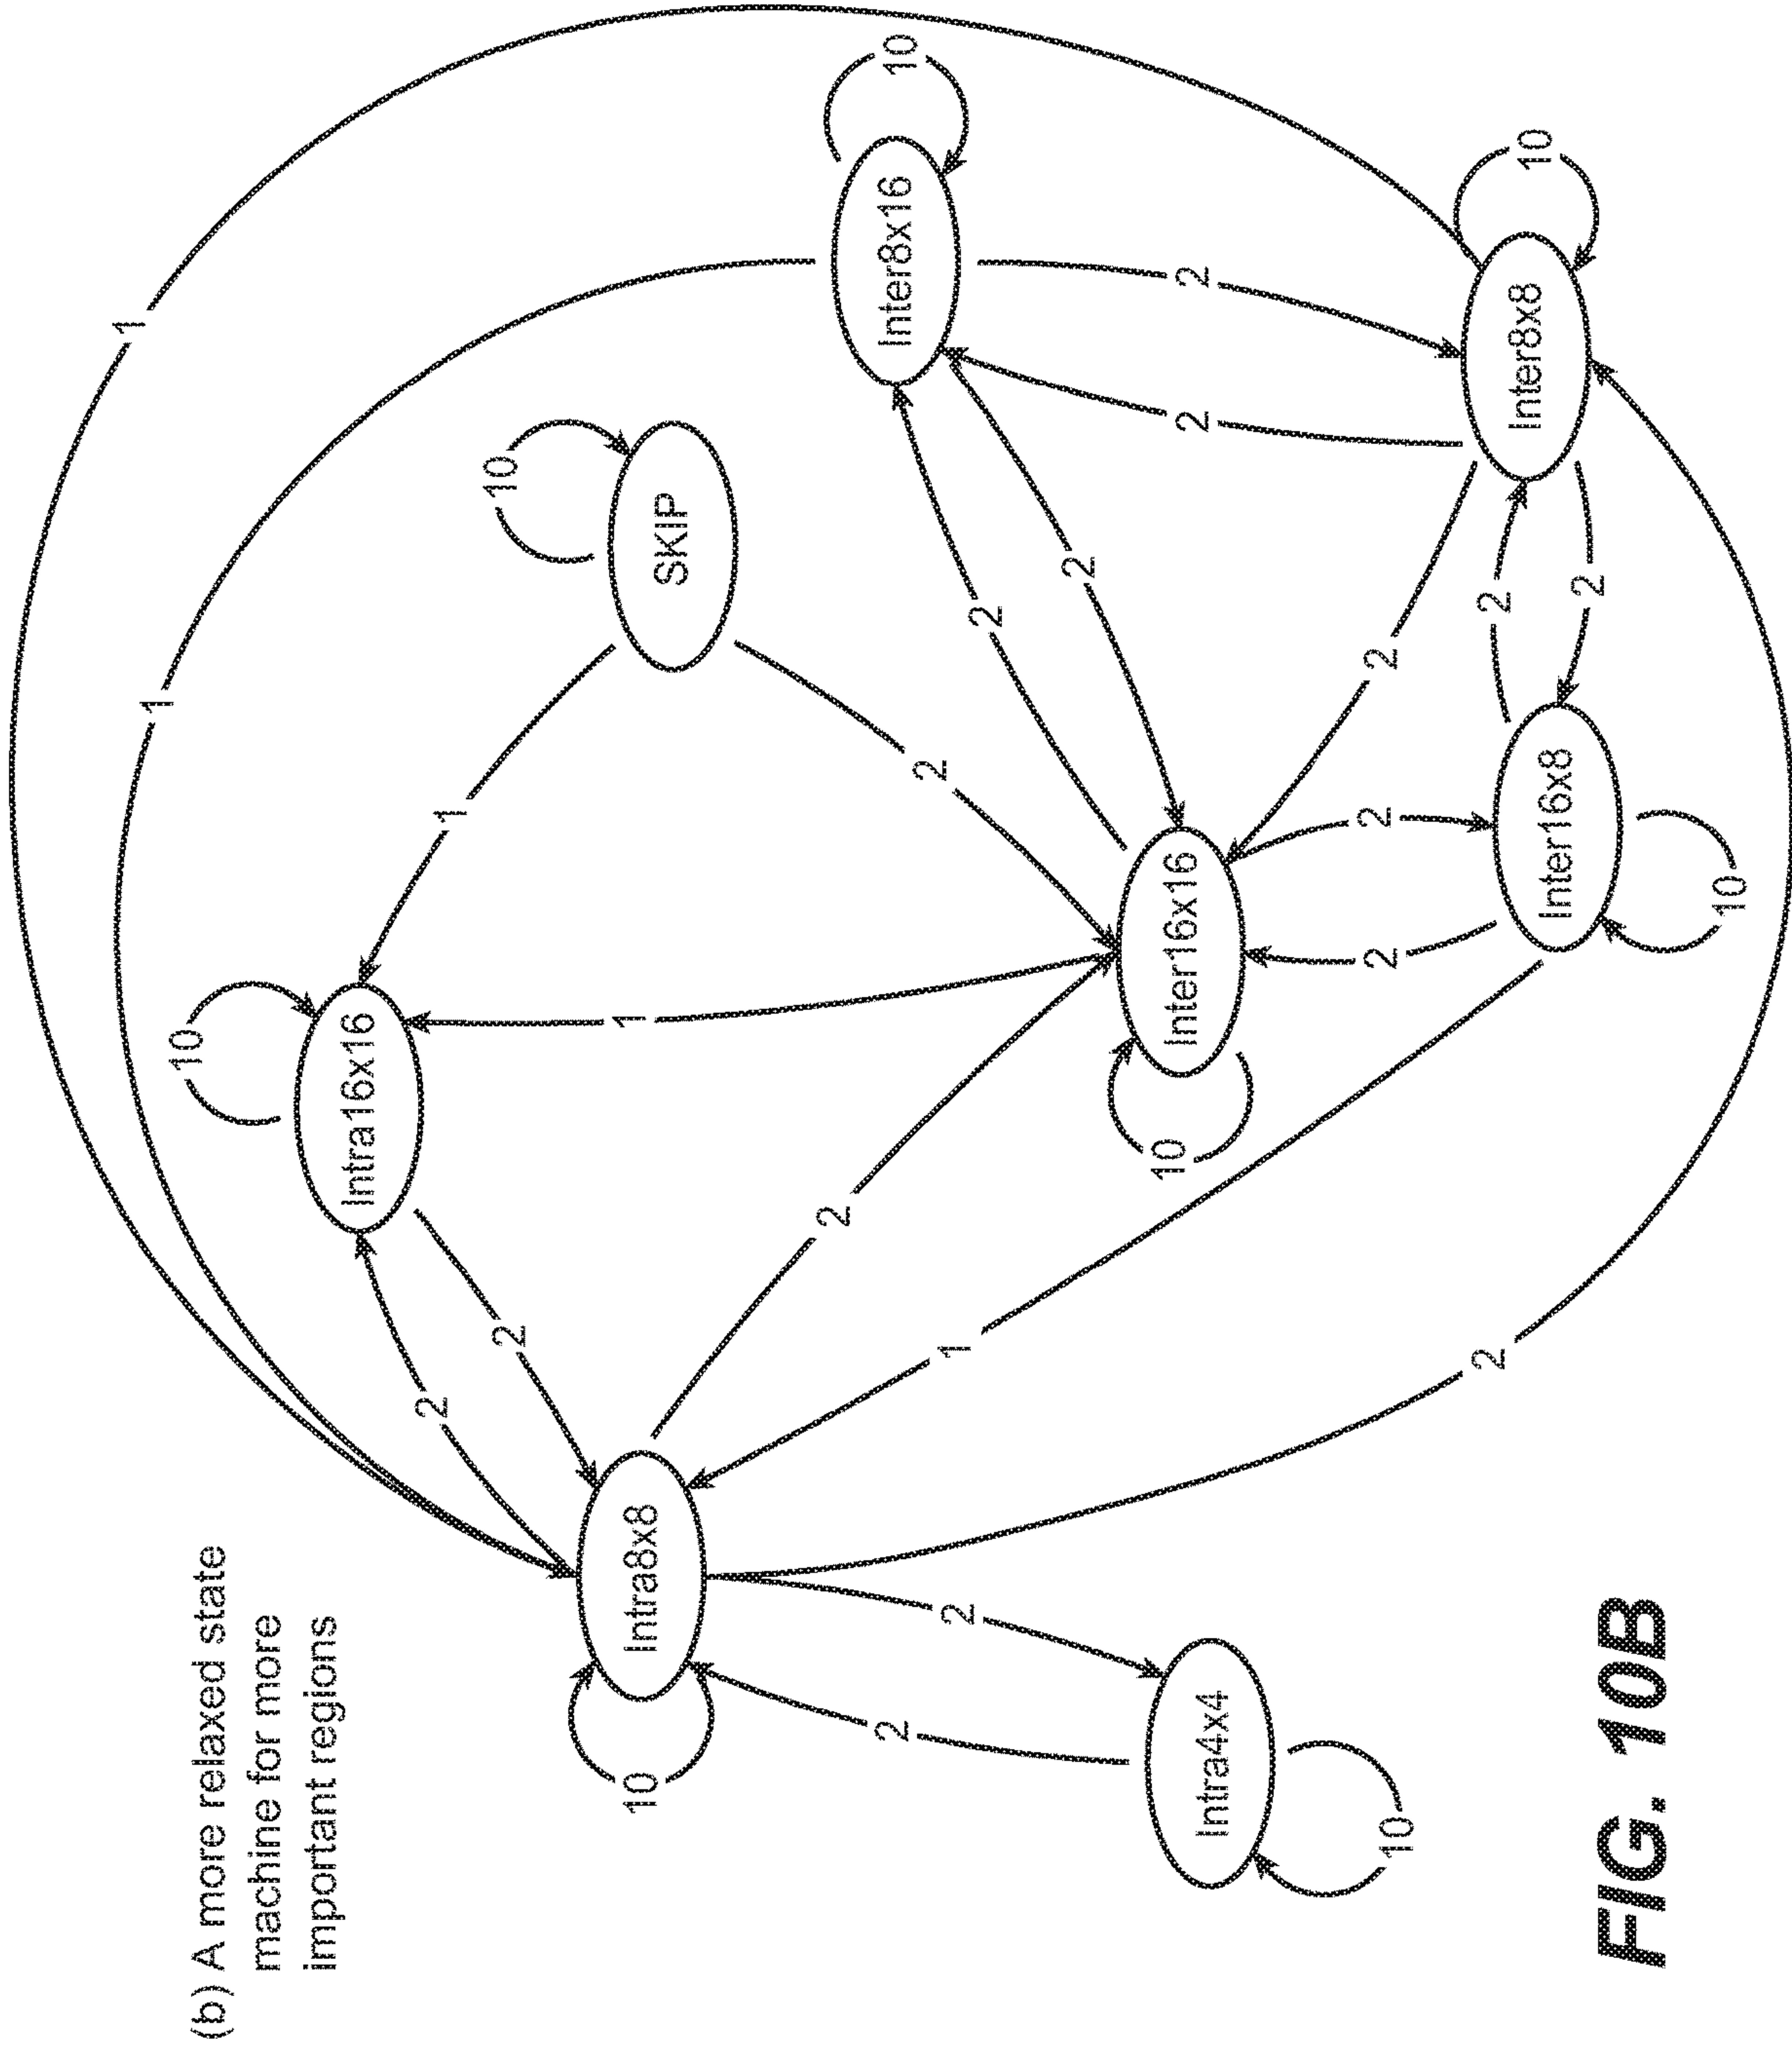 (b) A more relaxed state
machine for more
important regions
1
1
10
Intra16x16
2
1
10
2
1
10
Intra8x8
SKIP
2
2
Inter8x16
10
2
1
2
2
2
10
Inter16x16
2
2
Intra4x4
2
2
2
10
2
2
Inter8x8
10
Inter16x8
2
10
FIG. 10B